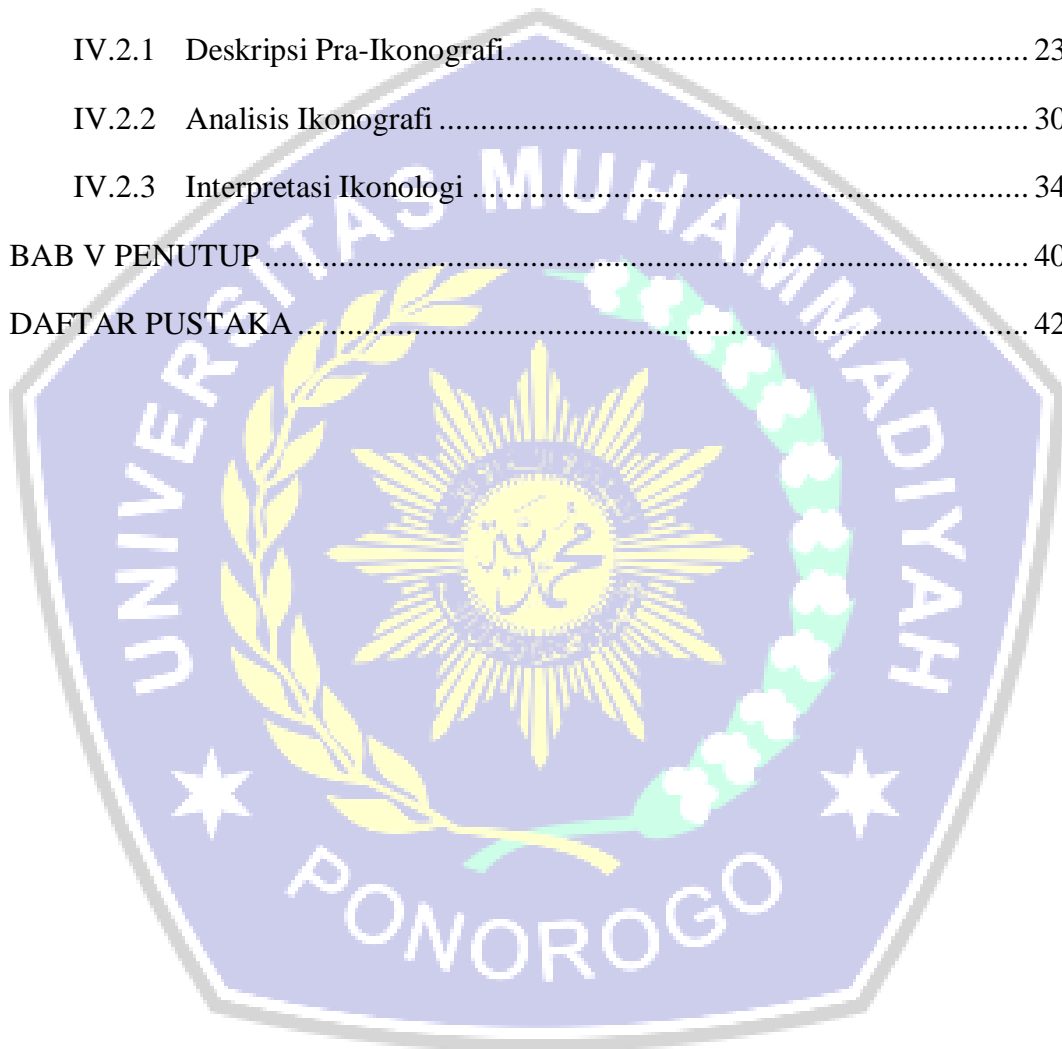 IV.2.1 Deskripsi Pra-Ikonografi.................................................................. 23
IV.2.2 Analisis Ikonografi ......................................................................... 30
IV.2.3 Interpretasi Ikonologi ..................................................................... 34
BAB V PENUTUP ............................................................................................ 40
DAFTAR PUSTAKA ........................................................................................ 42
UNIVERSITAS MUHAMMADIYAH
PONOROGO